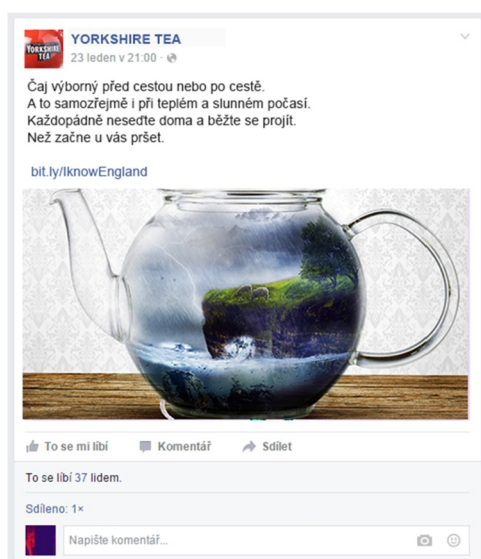 YORKSHIRE TEA
YORKSHIRE
TEA
23 leden v 21:00 ·
Čaj výborný před cestou nebo po cestě.
A to samozřejmě i při teplém a slunném počasí.
Každopádně neseďte doma a běžte se projít.
Než začne u vás pršet.
bit.ly/IknowEngland
To se mi líbí Komentář Sdílet
To se líbí 37 lidem.
Sdíleno: 1×
Napište komentář...